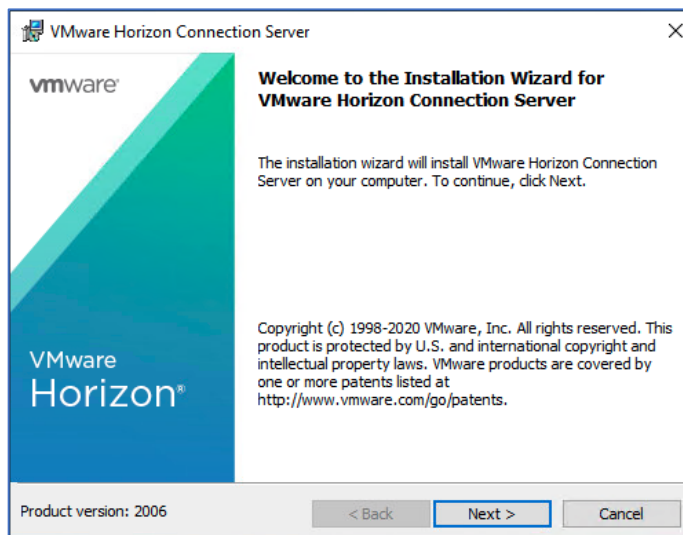 VMware Horizon Connection Server
vmware®
Welcome to the Installation Wizard for
VMware Horizon Connection Server
The installation wizard will install VMware Horizon Connection
Server on your computer. To continue, click Next.
Copyright (c) 1998-2020 VMware, Inc. All rights reserved. This
product is protected by U.S. and international copyright and
intellectual property laws. VMware products are covered by
one or more patents listed at
http://www.vmware.com/go/patents.
VMware
Horizon®
Product version: 2006
< Back
Next >
Cancel